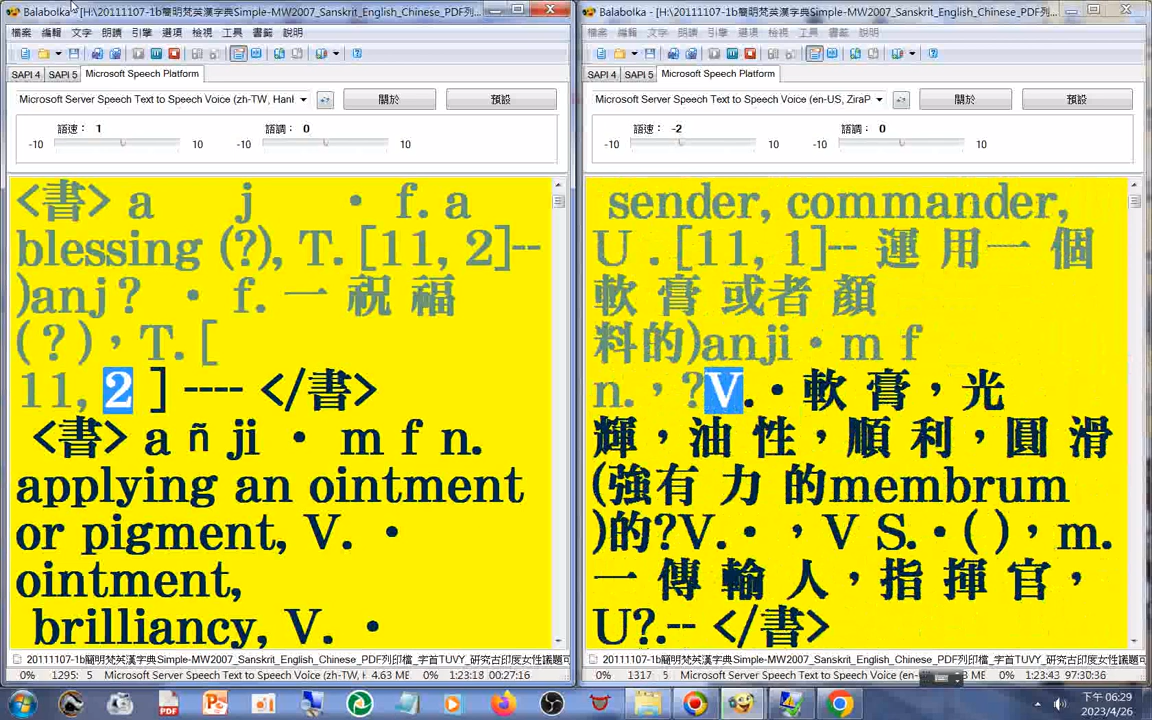 Balabolka - [H:\20111107-1b簡明梵英漢字典Simple-MW2007_Sanskrit_English_Chinese_PDF列...
檔案 編輯 文字 朗讀 引擎 選項 檢視 工具 書籤 說明
SAPI 4 SAPI 5 Microsoft Speech Platform
Microsoft Server Speech Text to Speech Voice (zh-TW, Hanl
關於
預設
語速： 1
語調： 0
-10
10
-10
10
<書> a j • f. a
blessing (?), T. [11, 2]--
)anj? • f. 一 祝 福
(?)，T. [
11, 2 ] ---- </書>
<書> a ñ ji • m f n.
applying an ointment
or pigment, V. •
ointment,
brilliancy, V. •
20111107-1b簡明梵英漢字典Simple-MW2007_Sanskrit_English_Chinese_PDF列印檔_字首TUVY_研究古印度女性議題可
0% 1295: 5 Microsoft Server Speech Text to Speech Voice (zh-TW, H 4.63 ME 0% 1:23:18 00:27:16
Balabolka - [H:\20111107-1b簡明梵英漢字典Simple-MW2007_Sanskrit_English_Chinese_PDF列印...
檔案 編輯 文字 朗讀 引擎 選項 檢視 工具 書籤 說明
SAPI 4 SAPI 5 Microsoft Speech Platform
Microsoft Server Speech Text to Speech Voice (en-US, ZiraP
關於
預設
語速： -2
語調： 0
-10
10
-10
10
sender, commander,
U . [11, 1]-- 運 用一 個
軟 膏 或者 顏
料的)anji • m f
n.，?V. • 軟 膏，光
輝，油 性，順 利，圓 滑
(強有 力 的membrum
)的?V. •，V S. • ( )，m.
一 傳 輸 人，指 揮 官，
U?.-- </書>
20111107-1b簡明梵英漢字典Simple-MW2007_Sanskrit_English_Chinese_PDF列印檔_字首TUVY_研究古印度女性議題可
0% 1317 5 Microsoft Server Speech Text to Speech Voice (en-US, ME 0% 1:23:43 97:30:36
下午 06:29
2023/4/26